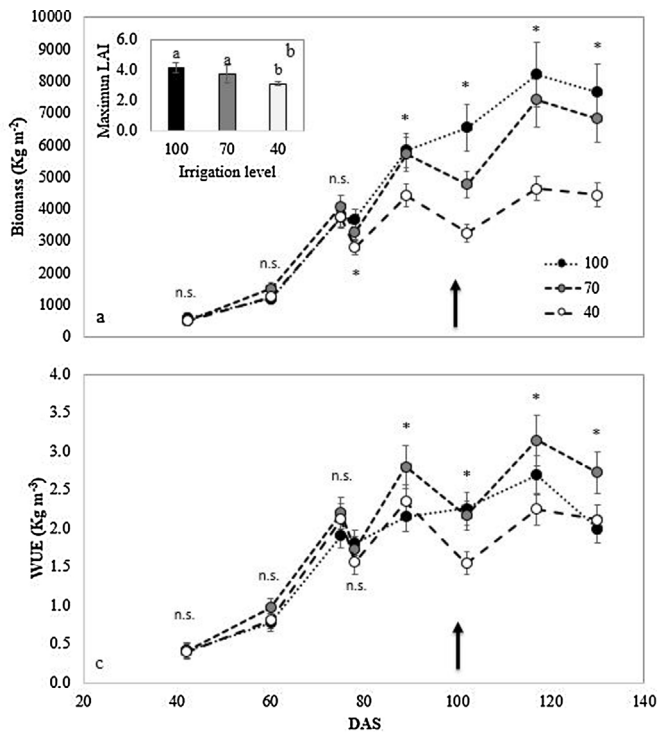 10000
9000
8000
7000
6000
5000
4000
3000
2000
1000
0
Biomass (Kg m-2)
6.0
4.0
2.0
0.0
Maximun LAI
a
a
b
b
100 70 40
Irrigation level
n.s.
n.s.
n.s.
*
*
*
*
*
100
70
40
a
4.0
3.5
3.0
2.5
2.0
1.5
1.0
0.5
0.0
WUE (Kg m-3)
n.s.
n.s.
n.s.
n.s.
*
*
*
*
c
20 40 60 80 100 120 140
DAS